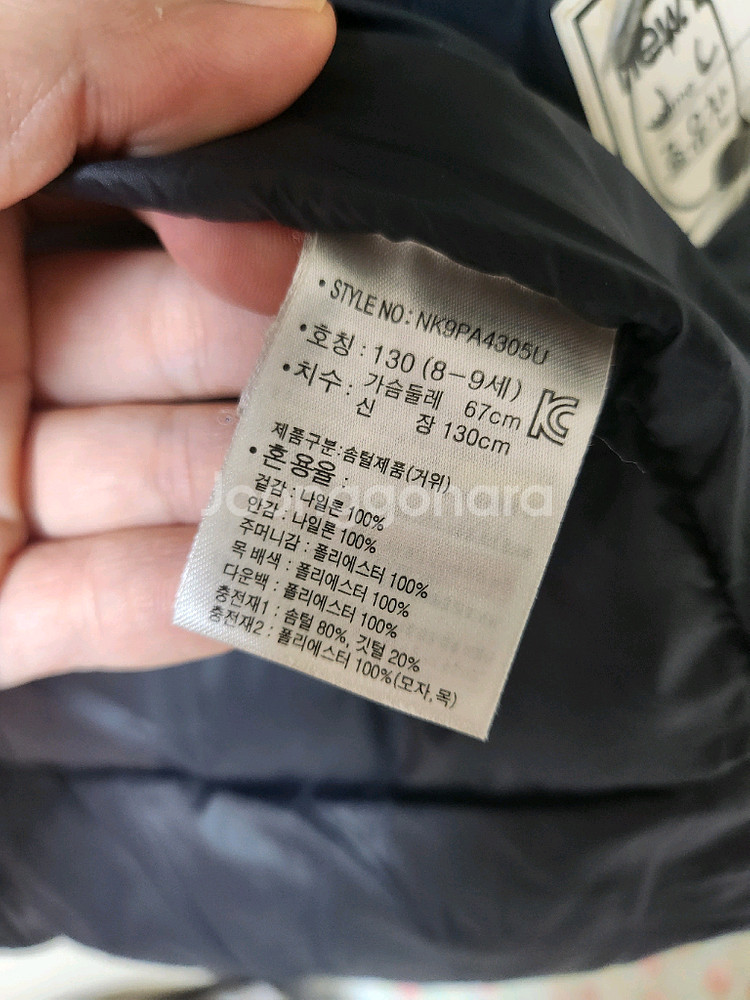 • STYLE NO : NK9PA4305U
• 호칭 : 130 (8-9세)
• 치수 : 가슴둘레 67cm
신 장 130cm
제품구분:솜털제품(거위)
• 혼용율 :
겉감 : 나일론 100%
안감 : 나일론 100%
주머니감 : 폴리에스터 100%
목 배색 : 폴리에스터 100%
다운백 : 폴리에스터 100%
충전재1 : 솜털 80%, 깃털 20%
충전재2 : 폴리에스터 100%(모자,목)
Joonggonara
new